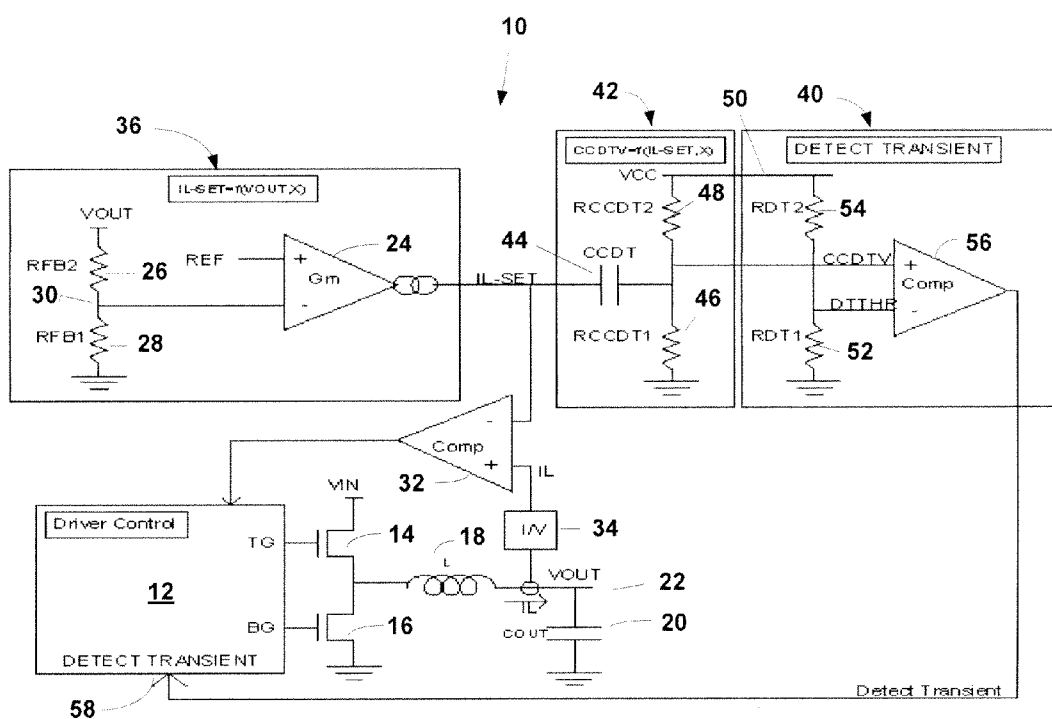 10
36
42
50
40
IL-SET=f(VOUT,X)
CCDTV=f(IL-SET,X)
DETECT TRANSIENT
VCC
VOUT
RCCDT2
48
RDT2
54
24
RFB2
26
REF
+
Gm
-
44
CCDT
56
CCDTV
+
Comp
IL-SET
30
46
DTTHR
-
RFB1
28
RCCDT1
RDT1
52
-
Comp
+
IL
32
VIN
Driver Control
I/V
34
TG
14
18
L
12
VOUT
22
IL
BG
16
COUT
20
DETECT TRANSIENT
58
Detect Transient